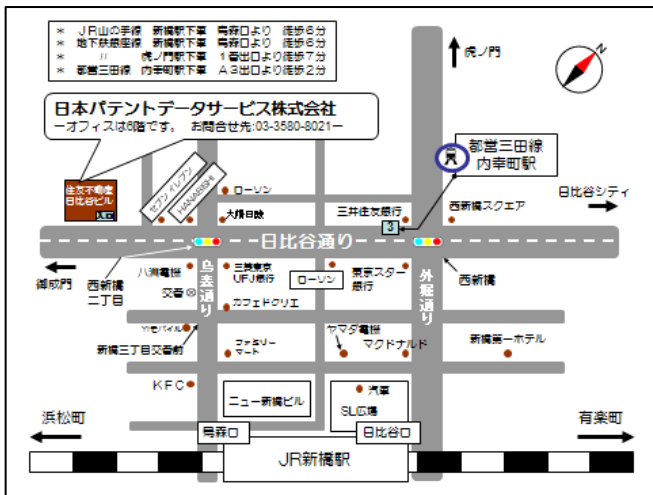 * JR山の手線 新橋駅下車 烏森口より 徒歩6分
* 地下鉄銀座線 新橋駅下車 烏森口より 徒歩6分
* 〃 虎ノ門駅下車 1番出口より徒歩7分
* 都営三田線 内幸町駅下車 A3出口より徒歩2分
虎ノ門
N
日本パテントデータサービス株式会社
ーオフィスは6階です。 お問合せ先:03-3580-8021ー
都営三田線
内幸町駅
住友不動産
日比谷ビル
入口
セブンイレブン
HANABISHI
ローソン
大勝日餃
三井住友銀行
3
西新橋スクエア
日比谷シティ
日比谷通り
御成門
西新橋
二丁目
八洲電機
交番
烏森通り
三菱東京
UFJ銀行
カフェドクリエ
ローソン
東京スター
銀行
外堀通り
西新橋
新橋三丁目交番前
ファミリー
マート
ヤマダ電機
マクドナルド
新橋第一ホテル
KFC
ニュー新橋ビル
汽車
SL広場
浜松町
烏森口
日比谷口
有楽町
JR新橋駅